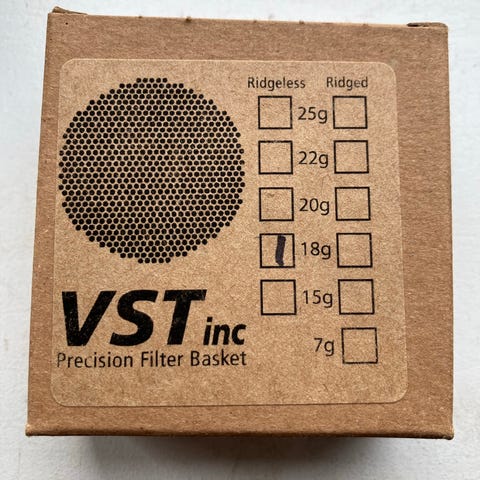 Ridgeless Ridged
25g
22g
20g
18g
15g
7g
VST inc
Precision Filter Basket